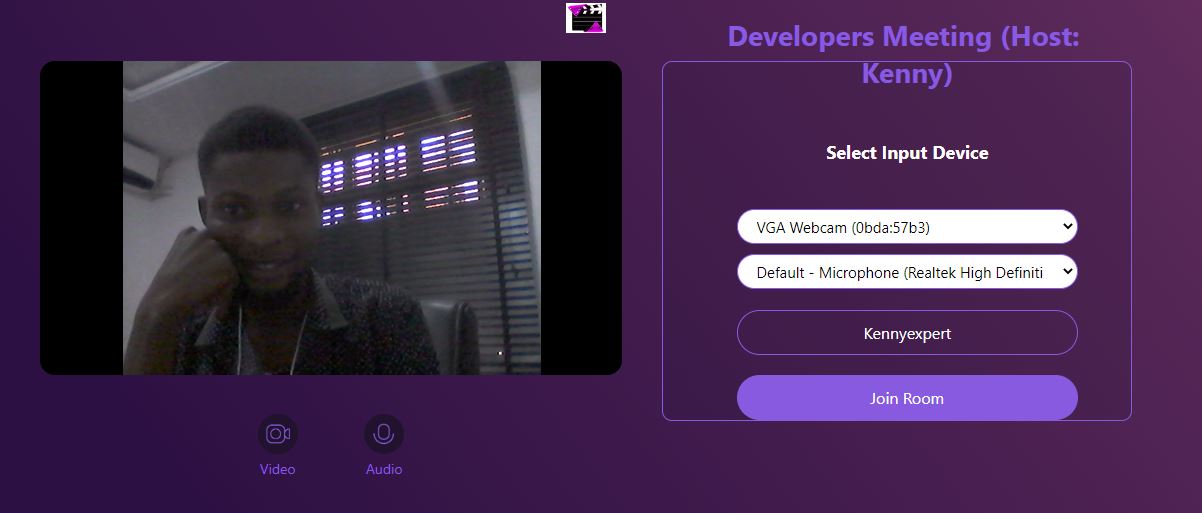 Developers Meeting (Host:
Kenny)
Select Input Device
VGA Webcam (0bda:57b3)
Default - Microphone (Realtek High Definiti
Kennyexpert
Join Room
Video
Audio